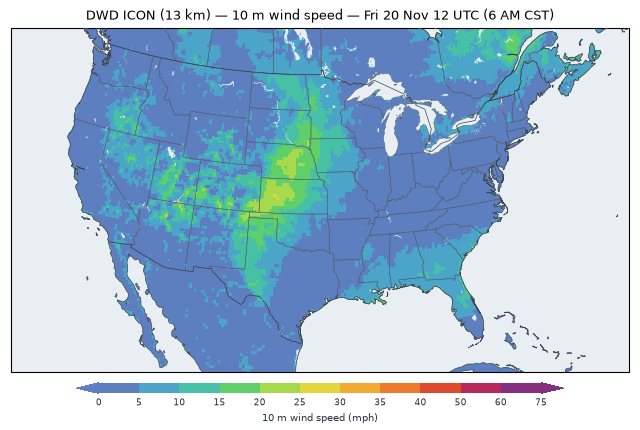 DWD ICON (13 km) — 10 m wind speed — Fri 20 Nov 12 UTC (6 AM CST)
0 5 10 15 20 25 30 35 40 50 60 75
10 m wind speed (mph)